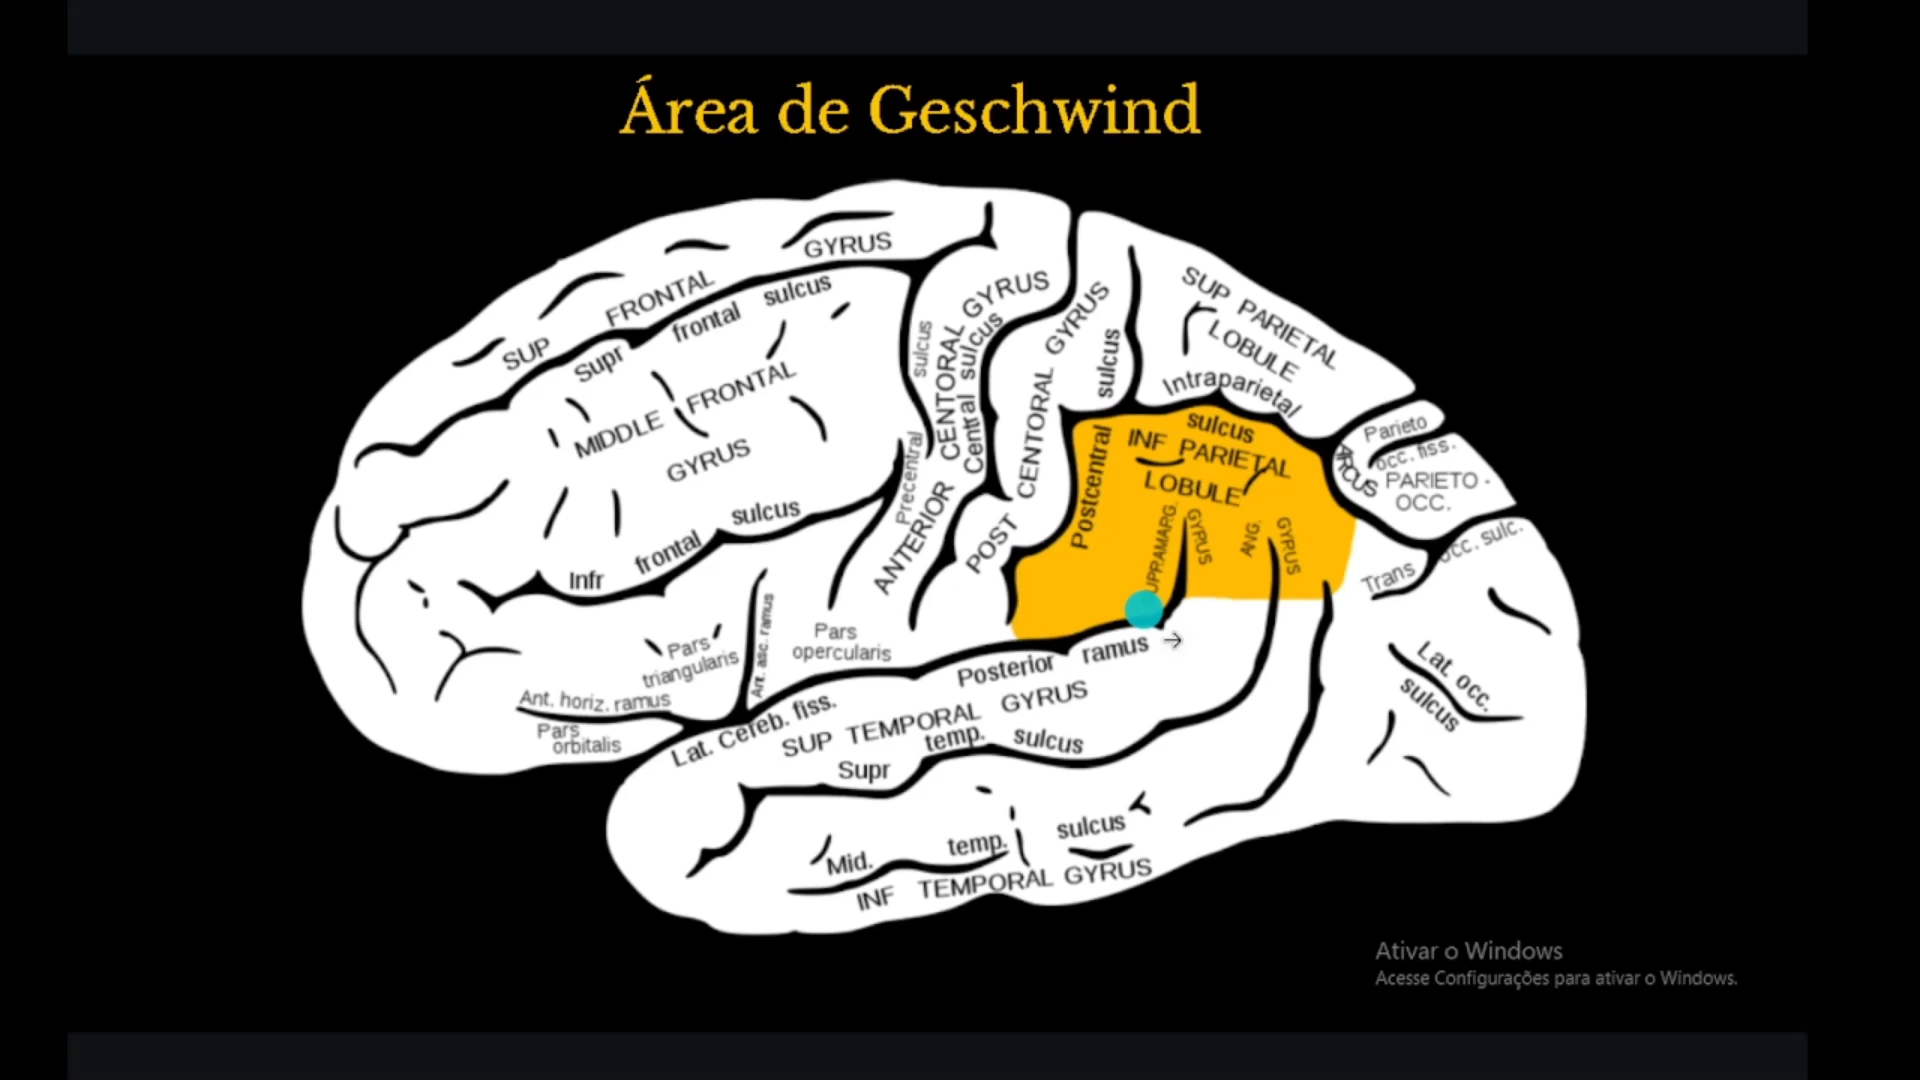 Área de Geschwind
SUP FRONTAL GYRUS
Supr frontal sulcus
MIDDLE FRONTAL
GYRUS
Infr frontal sulcus
Precentral sulcus
ANTERIOR CENTORAL GYRUS
Central sulcus
POST CENTORAL GYRUS
Postcentral sulcus
SUP PARIETAL
LOBULE
Intraparietal
sulcus
INF PARIETAL
LOBULE
UPRAMARG.
GYRUS
ANG.
GYRUS
Parieto
occ. fiss.
ARCUS
PARIETO -
OCC.
Trans occ. sulc.
Lat. occ.
sulcus
Pars
triangularis
Ant. asc. ramus
Pars
opercularis
Ant. horiz. ramus
Pars
orbitalis
Lat. Cereb. fiss.
Posterior ramus
SUP TEMPORAL GYRUS
Supr temp. sulcus
Mid. temp. sulcus
INF TEMPORAL GYRUS
Ativar o Windows
Acesse Configurações para ativar o Windows.